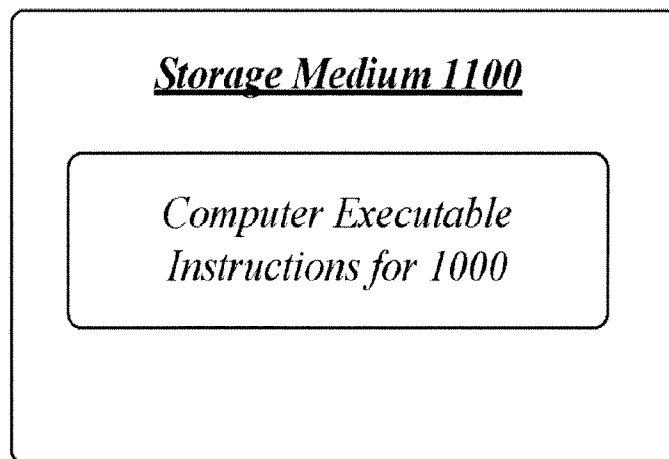 Storage Medium 1100
Computer Executable
Instructions for 1000